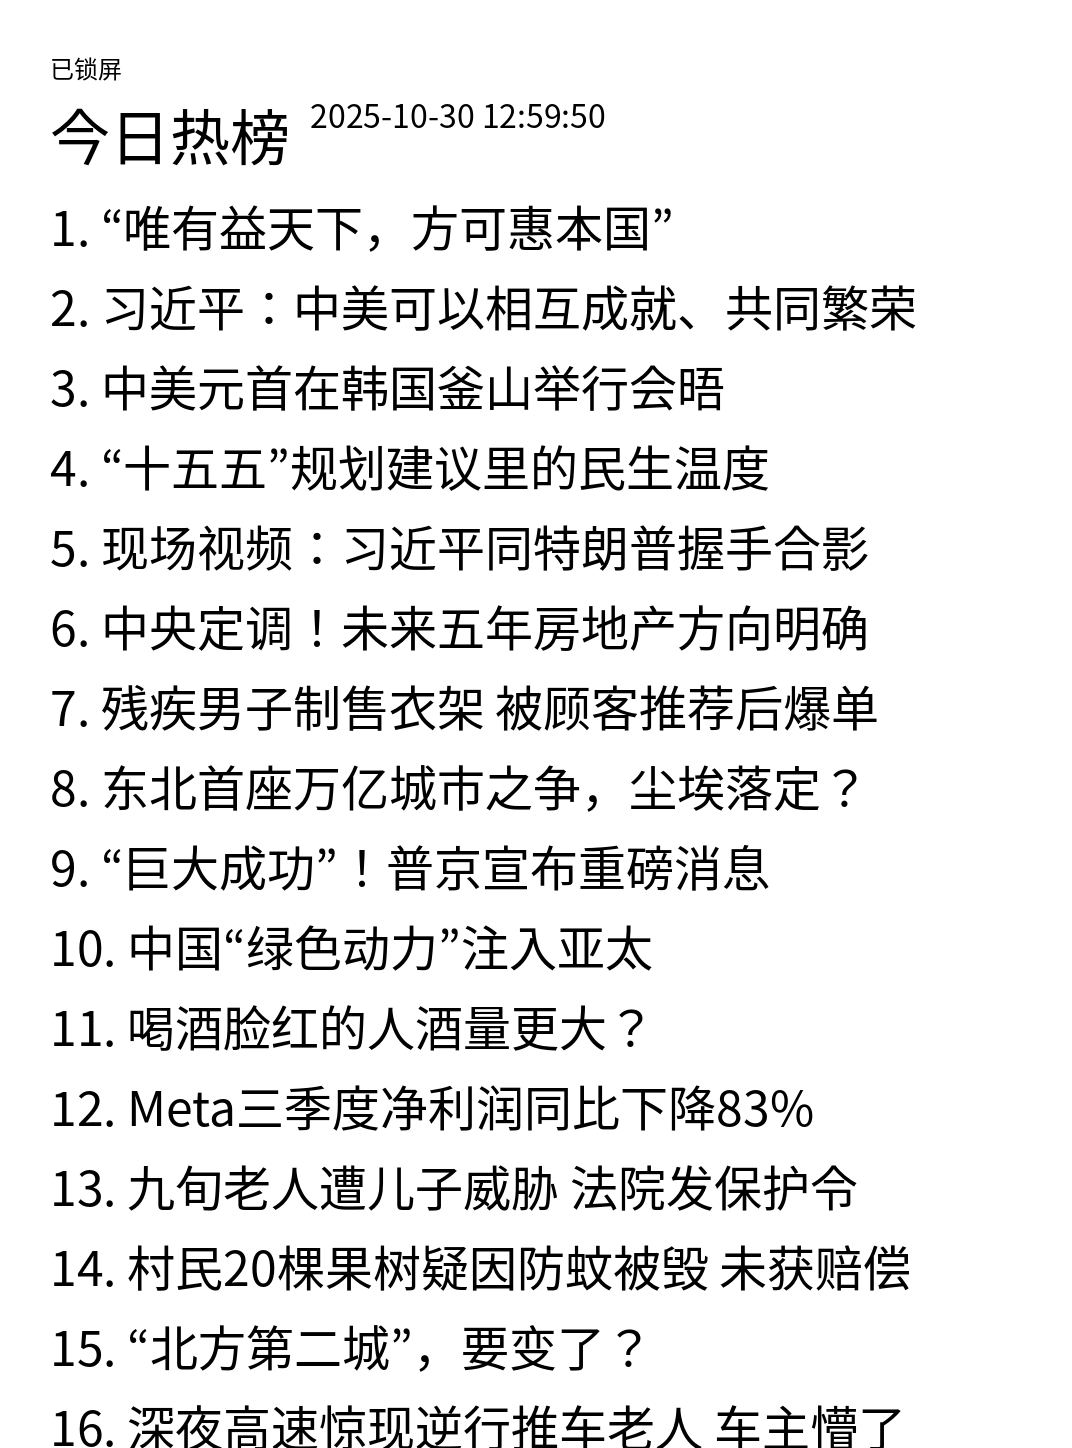 已锁屏
今日热榜 2025-10-30 12:59:50
1. “唯有益天下，方可惠本国”
2. 习近平：中美可以相互成就、共同繁荣
3. 中美元首在韩国釜山举行会晤
4. “十五五”规划建议里的民生温度
5. 现场视频：习近平同特朗普握手合影
6. 中央定调！未来五年房地产方向明确
7. 残疾男子制售衣架 被顾客推荐后爆单
8. 东北首座万亿城市之争，尘埃落定？
9. “巨大成功”！普京宣布重磅消息
10. 中国“绿色动力”注入亚太
11. 喝酒脸红的人酒量更大？
12. Meta三季度净利润同比下降83%
13. 九旬老人遭儿子威胁 法院发保护令
14. 村民20棵果树疑因防蚊被毁 未获赔偿
15. “北方第二城”，要变了？
16. 深夜高速惊现逆行推车老人 车主懵了